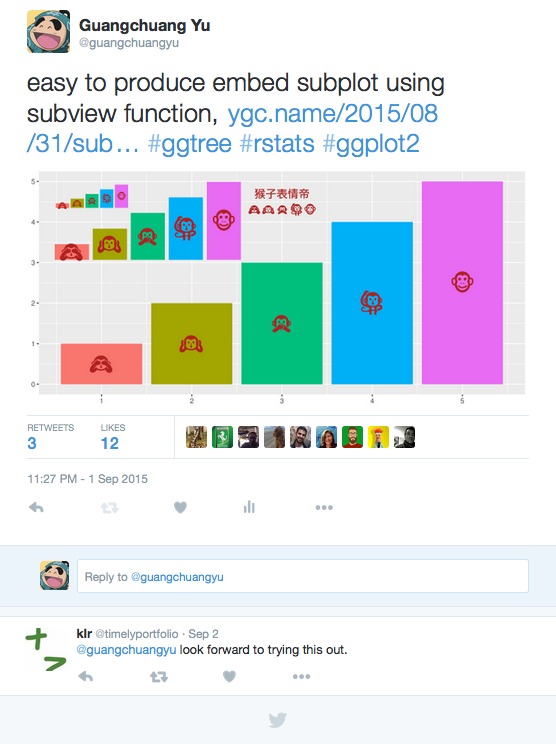 Guangchuang Yu
@guangchuangyu
easy to produce embed subplot using
subview function, ygc.name/2015/08
/31/sub… #ggtree #rstats #ggplot2
猴子表情帝
5
4
3
2
1
0
1 2 3 4 5
RETWEETS LIKES
3 12
11:27 PM - 1 Sep 2015
Reply to @guangchuangyu
klr @timelyportfolio · Sep 2
@guangchuangyu look forward to trying this out.